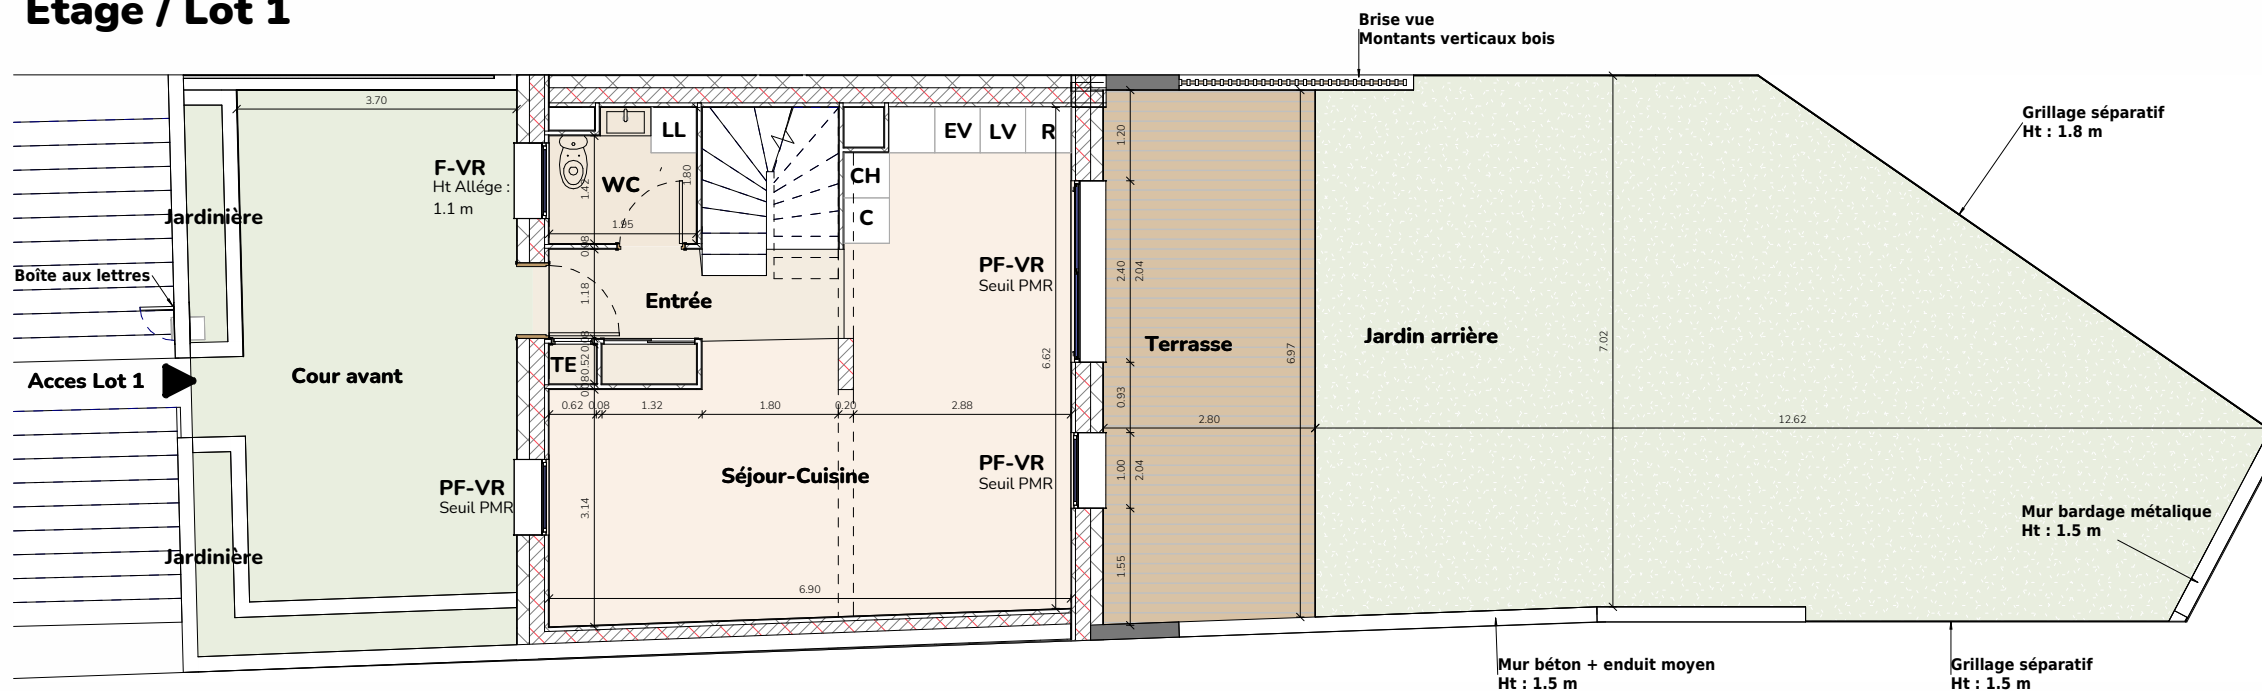 Etage / Lot 1
Brise vue
Montants verticaux bois
Grillage séparatif
Ht : 1.8 m
3.70
F-VR
Ht Allége :
1.1 m
LL
WC
1.42
1.80
1.95
0.08
EV
LV
R
CH
C
1.20
Jardinière
Boîte aux lettres
Entrée
1.18
PF-VR
Seuil PMR
2.40
2.04
Terrasse
6.97
Jardin arrière
7.02
Acces Lot 1
Cour avant
TE
0.52
0.08
6.62
0.93
0.62
0.08
1.32
1.80
0.20
2.88
2.80
12.62
PF-VR
Seuil PMR
Séjour-Cuisine
3.14
PF-VR
Seuil PMR
1.00
2.04
Mur bardage métalique
Ht : 1.5 m
Jardinière
6.90
1.55
Mur béton + enduit moyen
Ht : 1.5 m
Grillage séparatif
Ht : 1.5 m